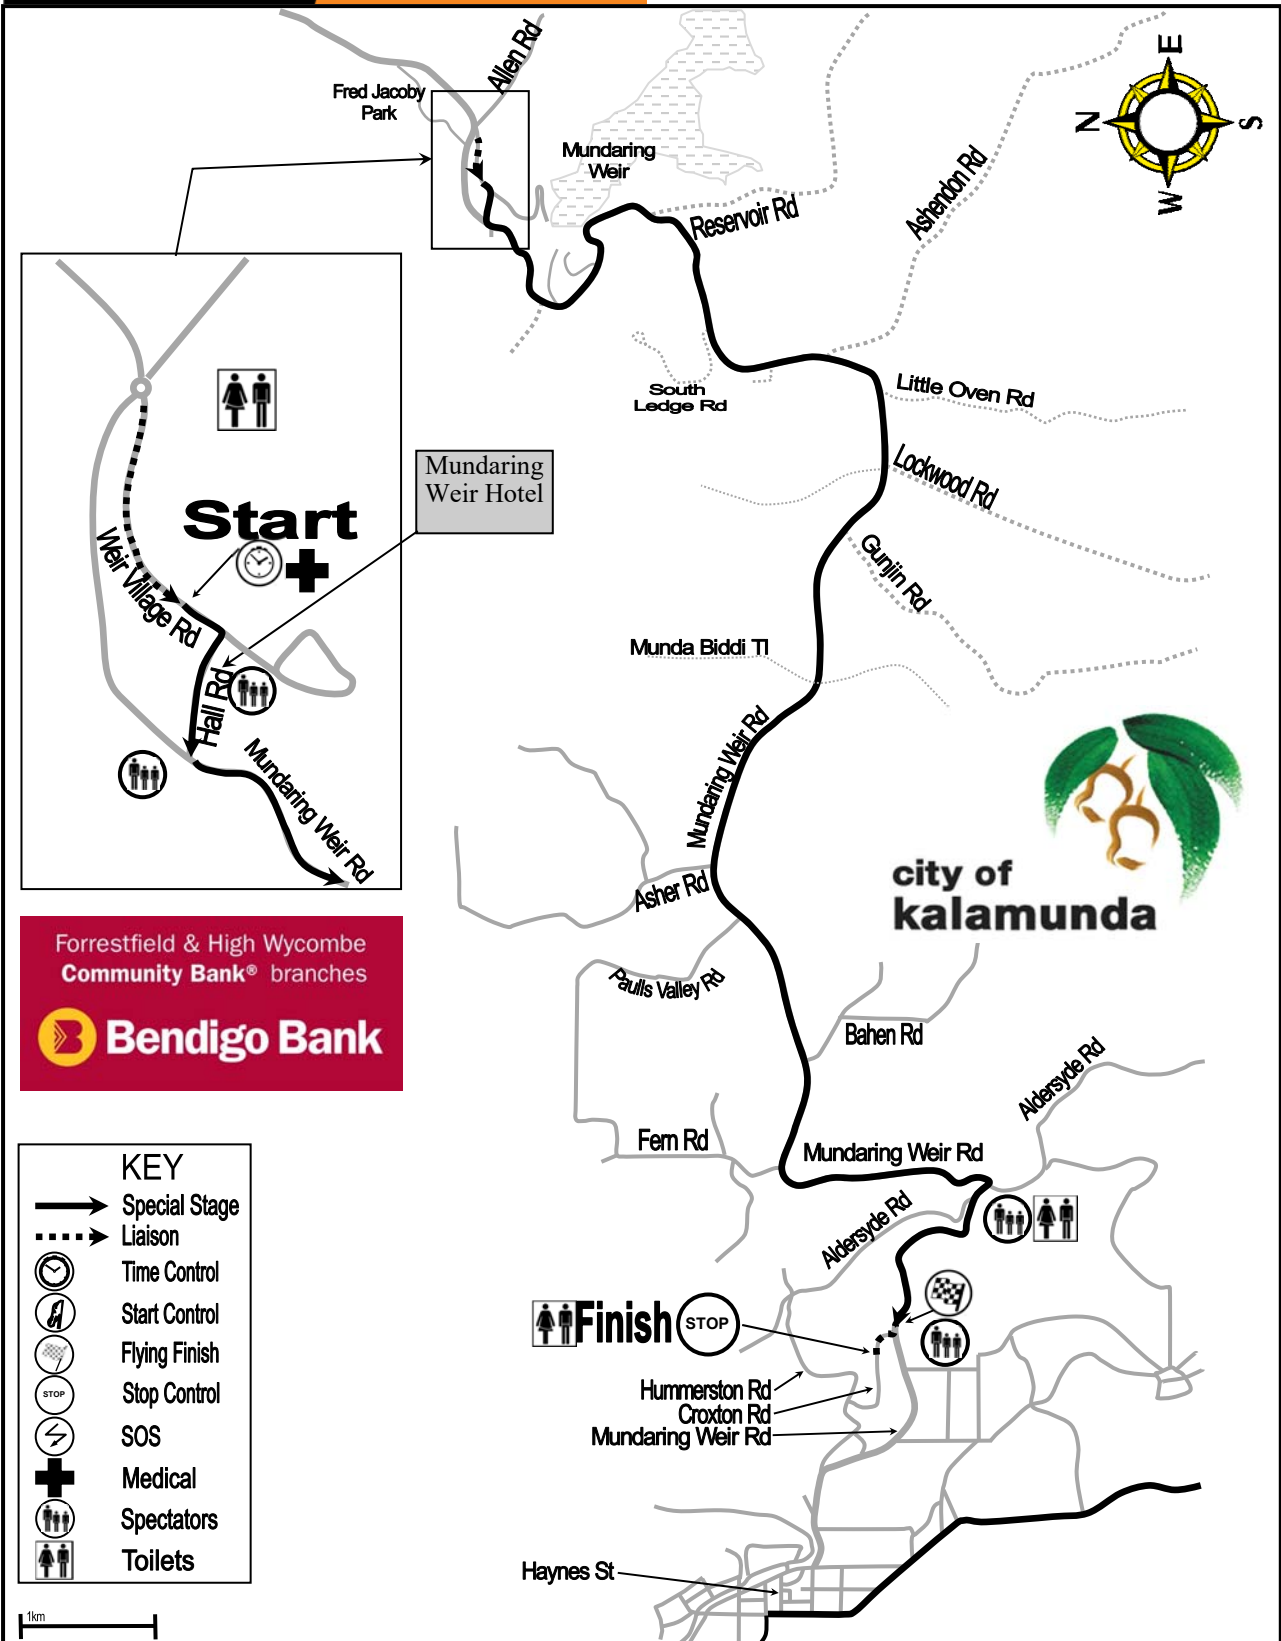 Allen Rd
Fred Jacoby
Park
Mundaring
Weir
E
N
S
W
Reservoir Rd
Ashendon Rd
South
Ledge Rd
Little Oven Rd
Lockwood Rd
Gunjin Rd
Munda Biddi Tl
Mundaring Weir Rd
Mundaring
Weir Hotel
Start
Weir Village Rd
Hall Rd
Mundaring Weir Rd
Asher Rd
Paulls Valley Rd
city of
kalamunda
Forrestfield & High Wycombe
Community Bank® branches
Bendigo Bank
Bahen Rd
Aldersyde Rd
Fern Rd
Mundaring Weir Rd
Aldersyde Rd
Finish
STOP
Hummerston Rd
Croxton Rd
Mundaring Weir Rd
Haynes St
KEY
Special Stage
Liaison
Time Control
Start Control
Flying Finish
STOP
Stop Control
SOS
Medical
Spectators
Toilets
1km